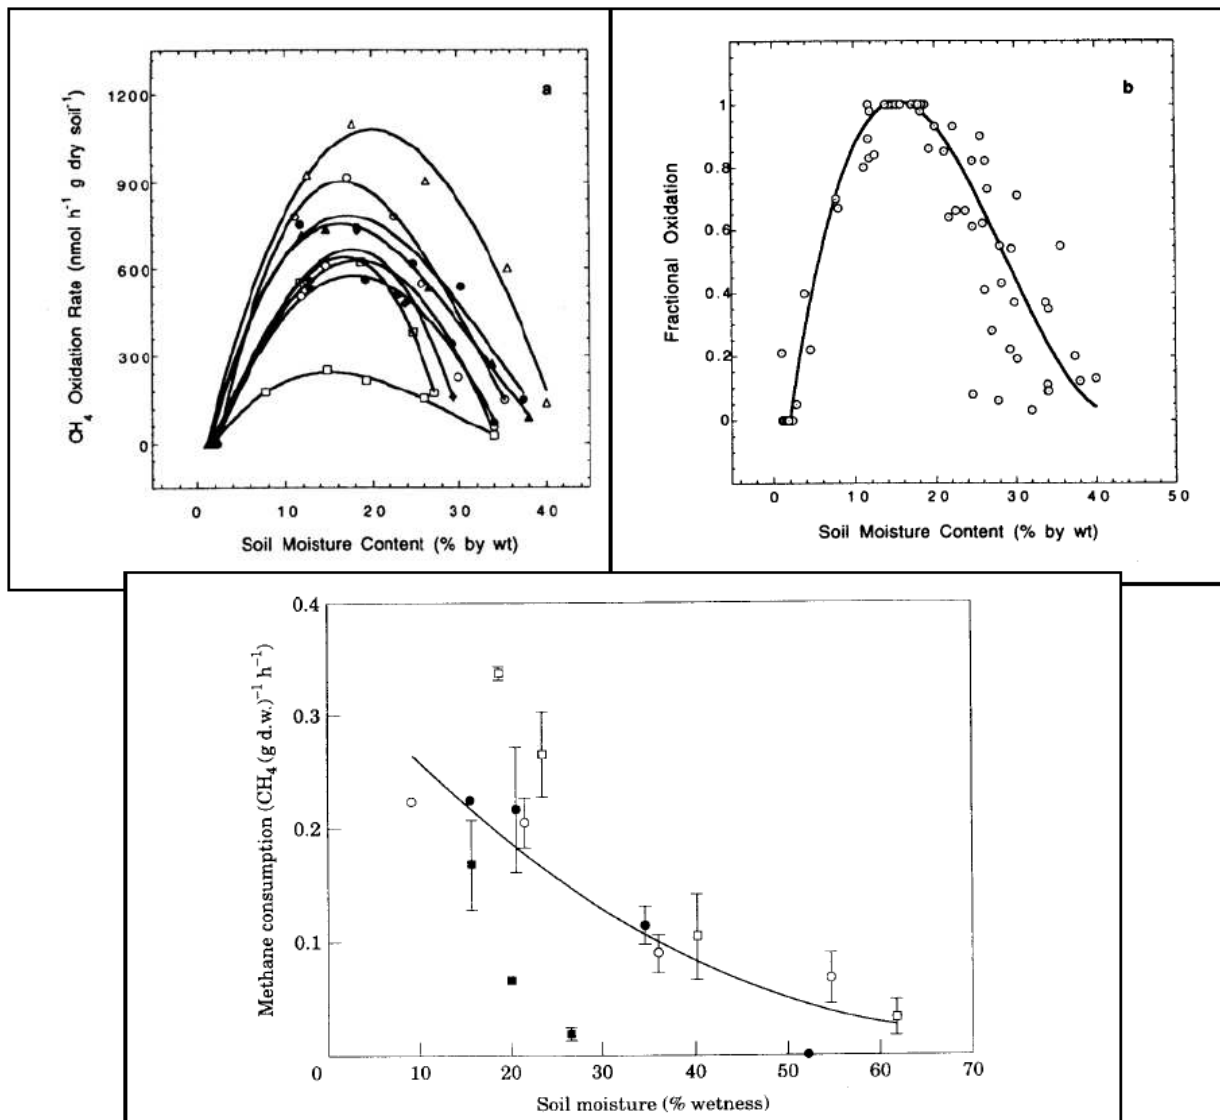 a
CH4 Oxidation Rate (nmol h-1 g dry soil-1)
1200
900
600
300
0
0 10 20 30 40
Soil Moisture Content (% by wt)
b
Fractional Oxidation
1
0.8
0.6
0.4
0.2
0
0 10 20 30 40 50
Soil Moisture Content (% by wt)
Methane consumption (CH4 (g d.w.)−1 h−1)
0.4
0.3
0.2
0.1
0 10 20 30 40 50 60 70
Soil moisture (% wetness)